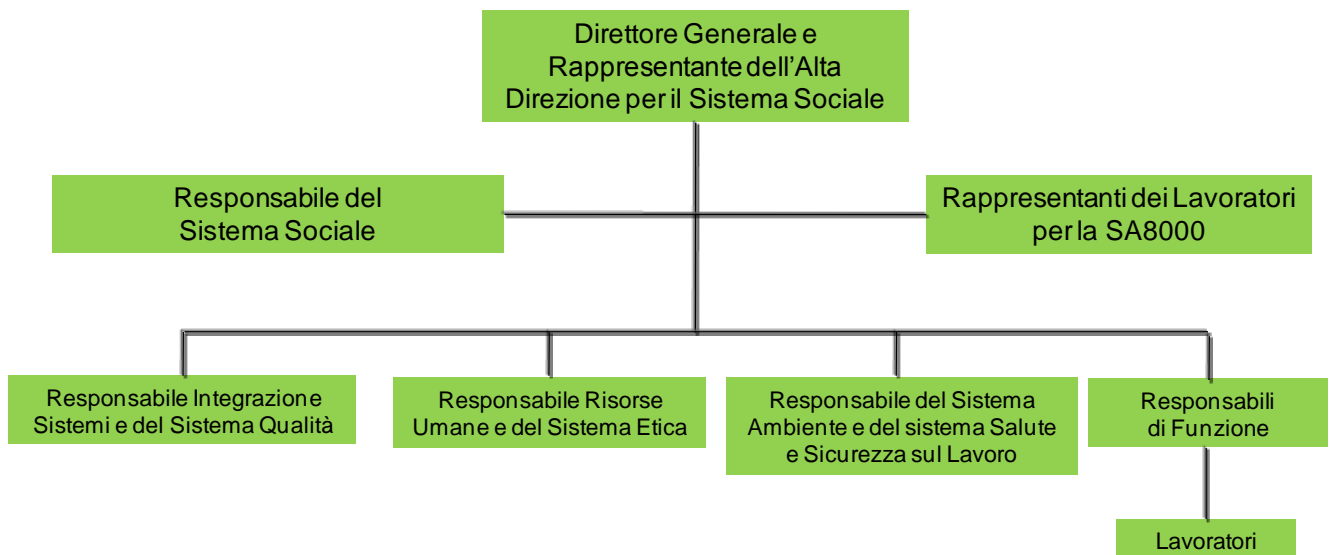 Direttore Generale e
Rappresentante dell’Alta
Direzione per il Sistema Sociale
Responsabile del
Sistema Sociale
Rappresentanti dei Lavoratori
per la SA8000
Responsabile Integrazione
Sistemi e del Sistema Qualità
Responsabile Risorse
Umane e del Sistema Etica
Responsabile del Sistema
Ambiente e del sistema Salute
e Sicurezza sul Lavoro
Responsabili
di Funzione
Lavoratori